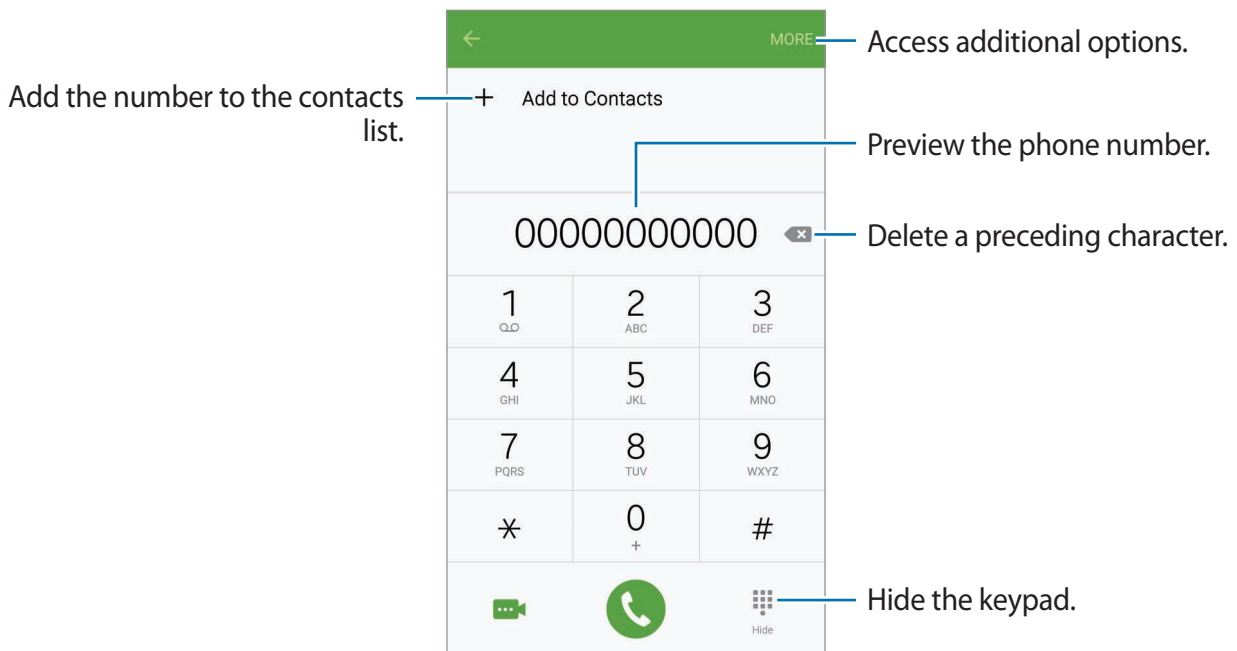 MORE
Access additional options.
Add the number to the contacts
list.
+ Add to Contacts
Preview the phone number.
00000000000
Delete a preceding character.
1
2
ABC
3
DEF
4
GHI
5
JKL
6
MNO
7
PQRS
8
TUV
9
WXYZ
*
0
+
#
Hide the keypad.
Hide